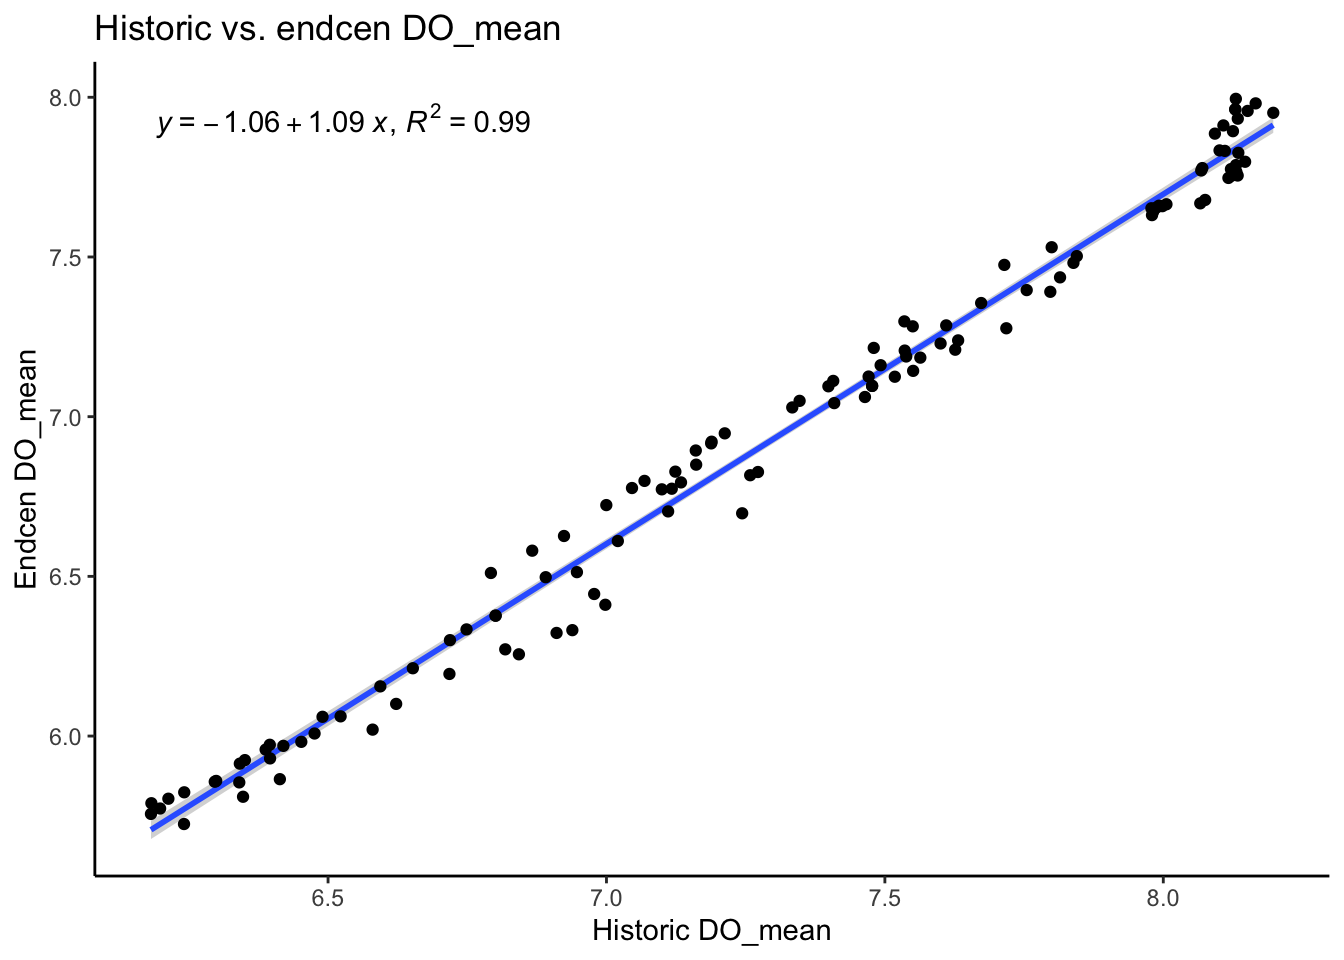 Historic vs. endcen DO_mean
y = −1.06 + 1.09 x, R² = 0.99
8.0
7.5
7.0
6.5
6.0
Endcen DO_mean
6.5 7.0 7.5 8.0
Historic DO_mean